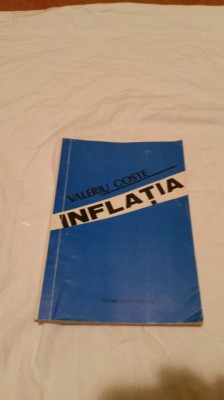 VALERIU COSTE
INFLAȚIA